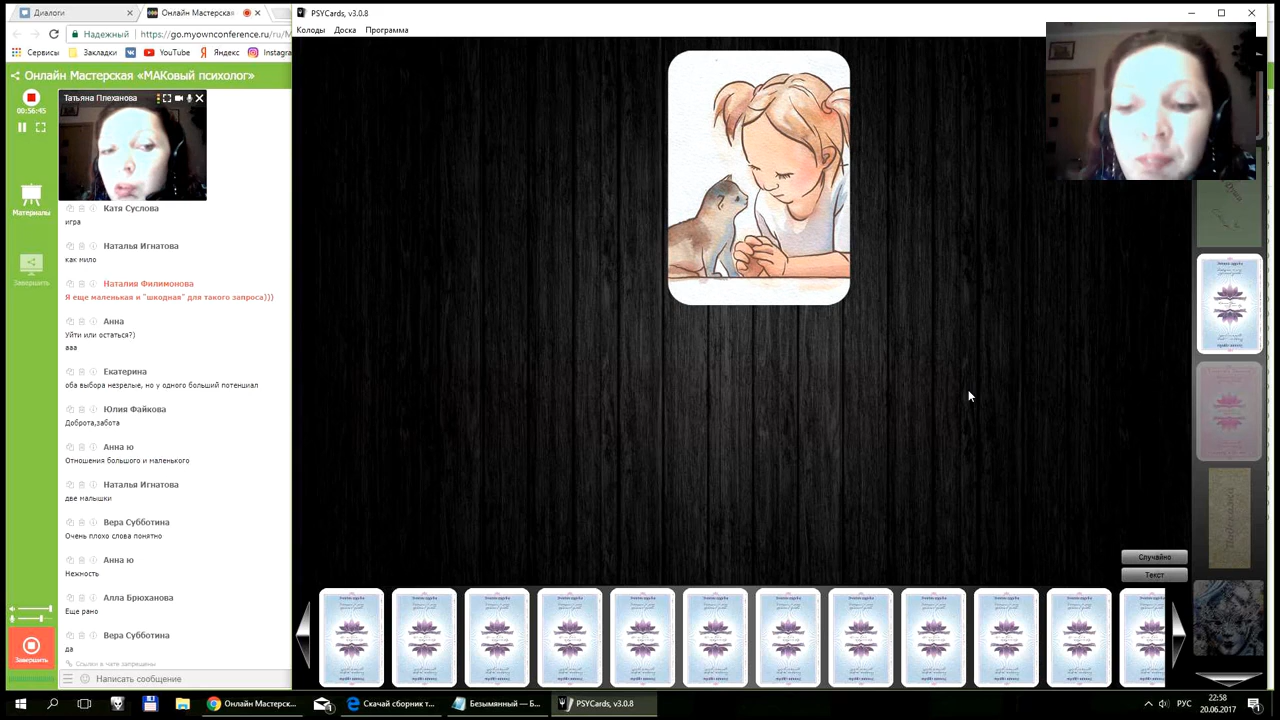 Диалоги
Онлайн Мастерска
PSYCards, v3.0.8
Надежный
https://go.myownconference.ru/ru/M
Колоды Доска Программа
Сервисы Закладки YouTube Яндекс Instagra
Онлайн Мастерская «МАКовый психолог»
00:56:45
Татьяна Плеханова
Материалы
Завершить
Катя Суслова
игра
Наталья Игнатова
как мило
Наталия Филимонова
Я еще маленькая и "шкодная" для такого запроса)))
Анна
Уйти или остаться?)
ааа
Екатерина
оба выбора незрелые, но у одного больший потенциал
Юлия Файкова
Доброта,забота
Анна ю
Отношения большого и маленького
Наталья Игнатова
две малышки
Вера Субботина
Очень плохо слова понятно
Анна ю
Нежность
Алла Брюханова
Еще рано
Вера Субботина
да
Ссылки в чате запрещены
Написать сообщение
Завершить
Случайно
Текст
Онлайн Мастерск...
Скачай сборник т...
Безымянный — Б...
PSYCards, v3.0.8
РУС
22:58
20.06.2017